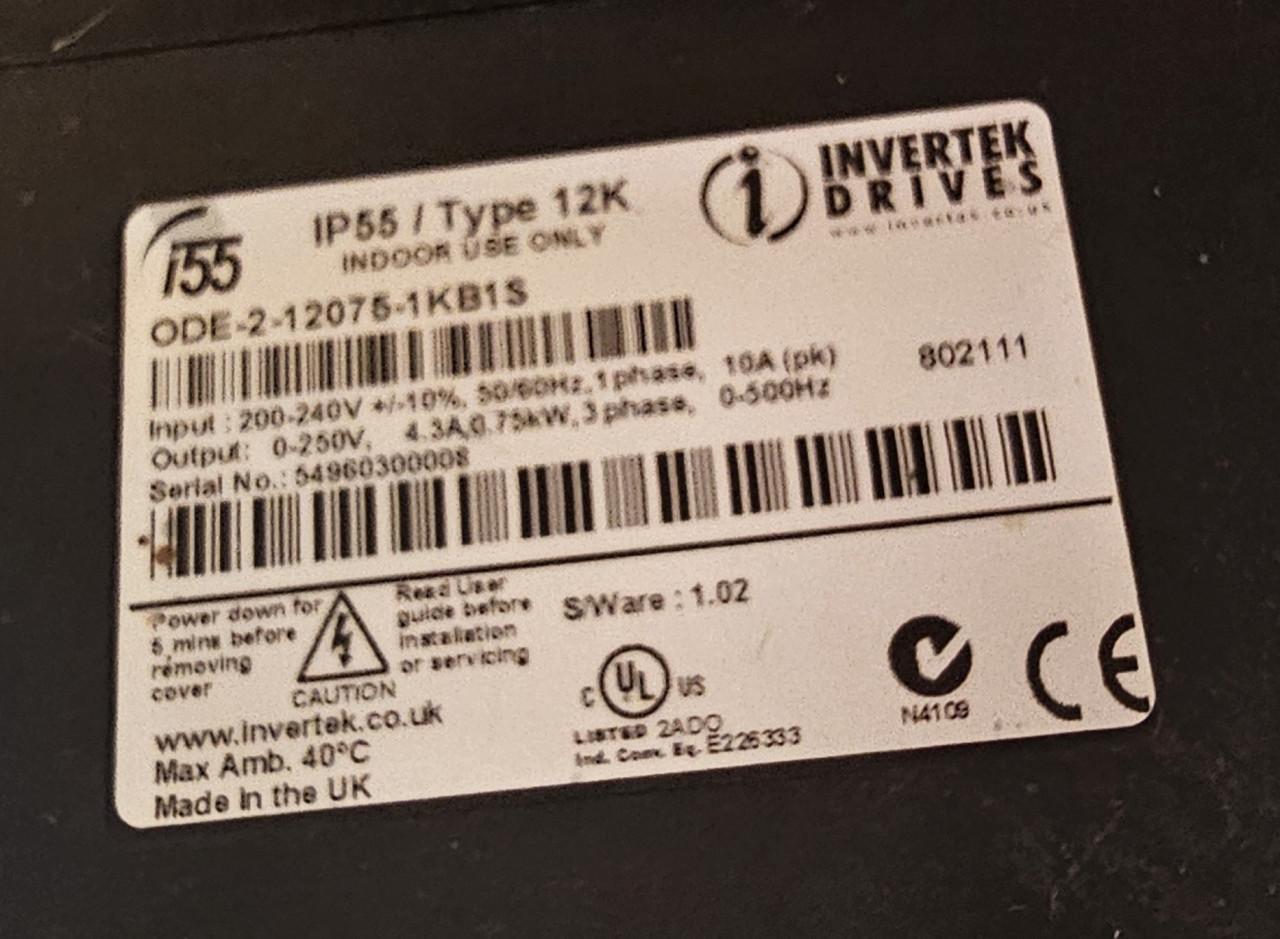 i55
IP55 / Type 12K
INDOOR USE ONLY
INVERTEK
DRIVES
www.invertek.co.uk
ODE-2-12075-1KB1S
Input : 200-240V +/-10%, 50/60Hz, 1 phase, 10A (pk)
802111
Output: 0-250V, 4.3A,0.75kW, 3 phase, 0-500Hz
Serial No.: 54960300008
Power down for
5 mins before
removing
cover
CAUTION
Read User
guide before
installation
or servicing
S/Ware : 1.02
C UL US
LISTED 2ADO
Ind. Conv. Eq. E226333
N4109
CE
www.invertek.co.uk
Max Amb. 40°C
Made in the UK